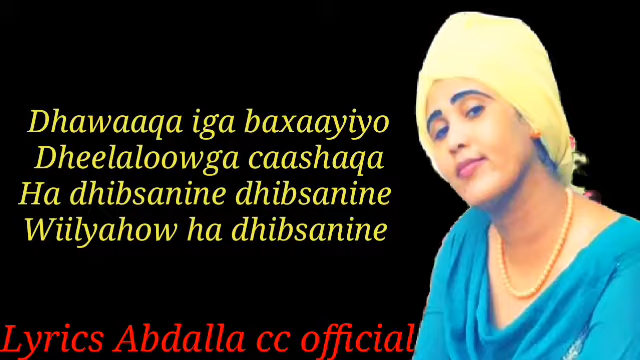 Dhawaaqa iga baxaayiyo
Dheelaloowga caashaqa
Ha dhibsanine dhibsanine
Wiilyahow ha dhibsanine
Lyrics Abdalla cc official